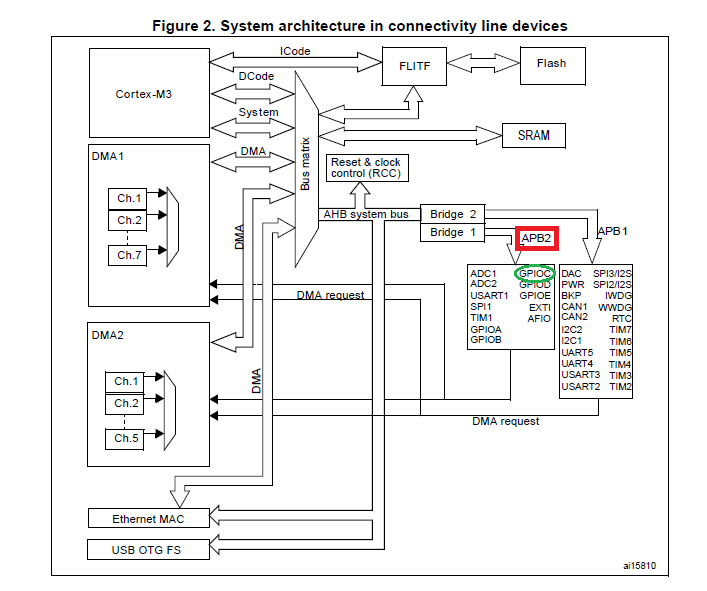 Figure 2. System architecture in connectivity line devices
ICode
FLITF
Flash
Cortex-M3
DCode
System
SRAM
DMA1
DMA
Bus matrix
Reset & clock
control (RCC)
Ch.1
Ch.2
Ch.7
AHB system bus
Bridge 2
Bridge 1
APB2
APB1
DMA
ADC1
ADC2
USART1
SPI1
TIM1
GPIOA
GPIOB
GPIOC
GPIOD
GPIOE
EXTI
AFIO
DAC
PWR
BKP
CAN1
CAN2
I2C2
I2C1
UART5
UART4
USART3
USART2
SPI3/I2S
SPI2/I2S
IWDG
WWDG
RTC
TIM7
TIM6
TIM5
TIM4
TIM3
TIM2
DMA request
DMA2
Ch.1
Ch.2
Ch.5
DMA
DMA request
Ethernet MAC
USB OTG FS
ai15810